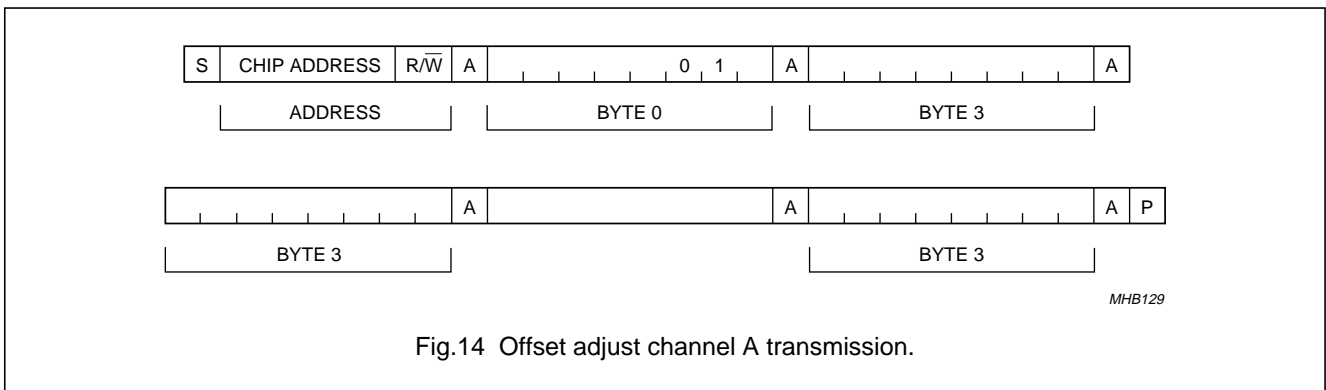 S CHIP ADDRESS R/W̅ A 0 1 A A
ADDRESS BYTE 0 BYTE 3
A A A P
BYTE 3 BYTE 3
MHB129
Fig.14 Offset adjust channel A transmission.